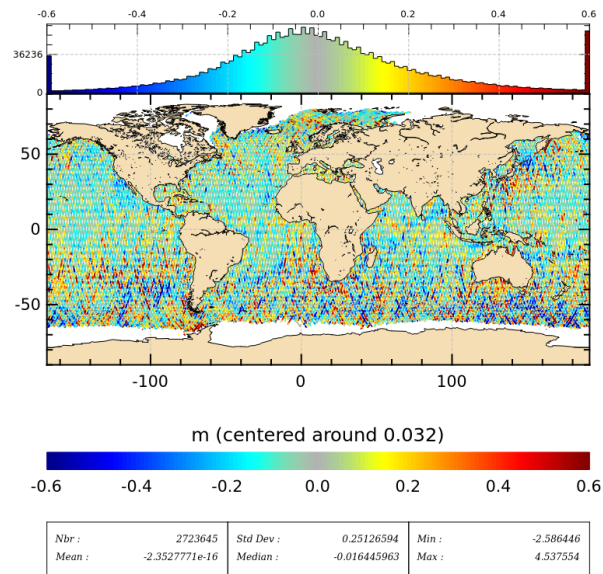 -0.6 -0.4 -0.2 0.0 0.2 0.4 0.6
36236
0
50
0
-50
-100 0 100
m (centered around 0.032)
-0.6 -0.4 -0.2 0.0 0.2 0.4 0.6
Nbr : 2723645 Std Dev : 0.25126594 Min : -2.586446
Mean : -2.3527771e-16 Median : -0.016445963 Max : 4.537554